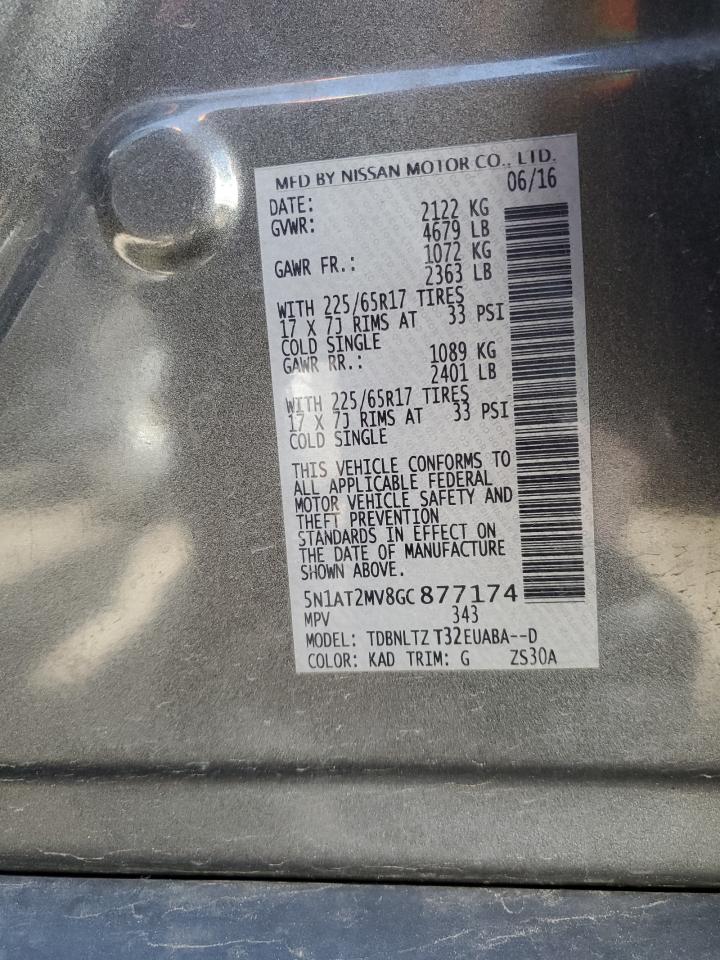 MFD BY NISSAN MOTOR CO., LTD.
DATE: 06/16
GVWR: 2122 KG
4679 LB
GAWR FR.: 1072 KG
2363 LB
WITH 225/65R17 TIRES
17 X 7J RIMS AT 33 PSI
COLD SINGLE
GAWR RR.: 1089 KG
2401 LB
WITH 225/65R17 TIRES
17 X 7J RIMS AT 33 PSI
COLD SINGLE
THIS VEHICLE CONFORMS TO
ALL APPLICABLE FEDERAL
MOTOR VEHICLE SAFETY AND
THEFT PREVENTION
STANDARDS IN EFFECT ON
THE DATE OF MANUFACTURE
SHOWN ABOVE.
5N1AT2MV8GC877174
MPV 343
MODEL: TDBNLTZ T32EUABA--D
COLOR: KAD TRIM: G ZS30A